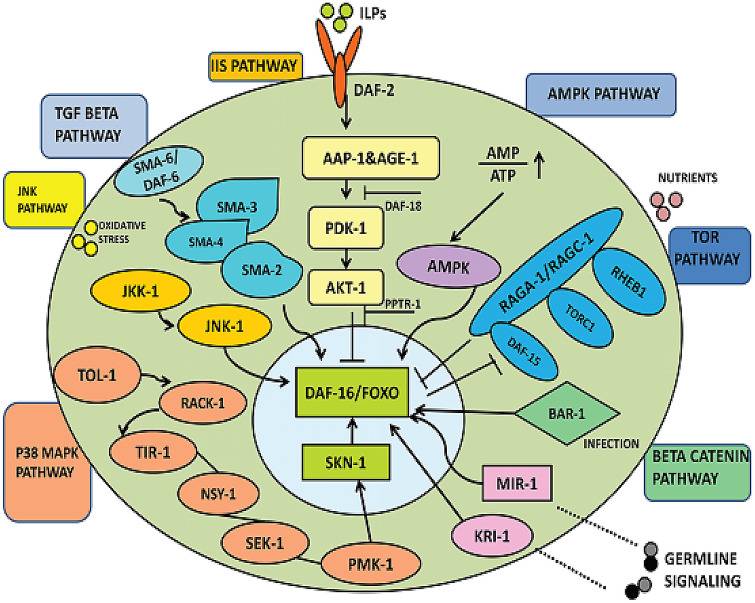 ILPs
IIS PATHWAY
DAF-2
AMPK PATHWAY
TGF BETA
PATHWAY
SMA-6/
DAF-6
AAP-1&AGE-1
AMP
ATP
JNK
PATHWAY
OXIDATIVE
STRESS
SMA-3
SMA-4
SMA-2
DAF-18
PDK-1
AKT-1
PPTR-1
AMPK
NUTRIENTS
TOR
PATHWAY
RAGA-1/RAGC-1
RHEB1
TORC1
DAF-15
JKK-1
JNK-1
DAF-16/FOXO
SKN-1
TOL-1
RACK-1
TIR-1
NSY-1
SEK-1
PMK-1
P38 MAPK
PATHWAY
BAR-1
INFECTION
BETA CATENIN
PATHWAY
MIR-1
KRI-1
GERMLINE
SIGNALING